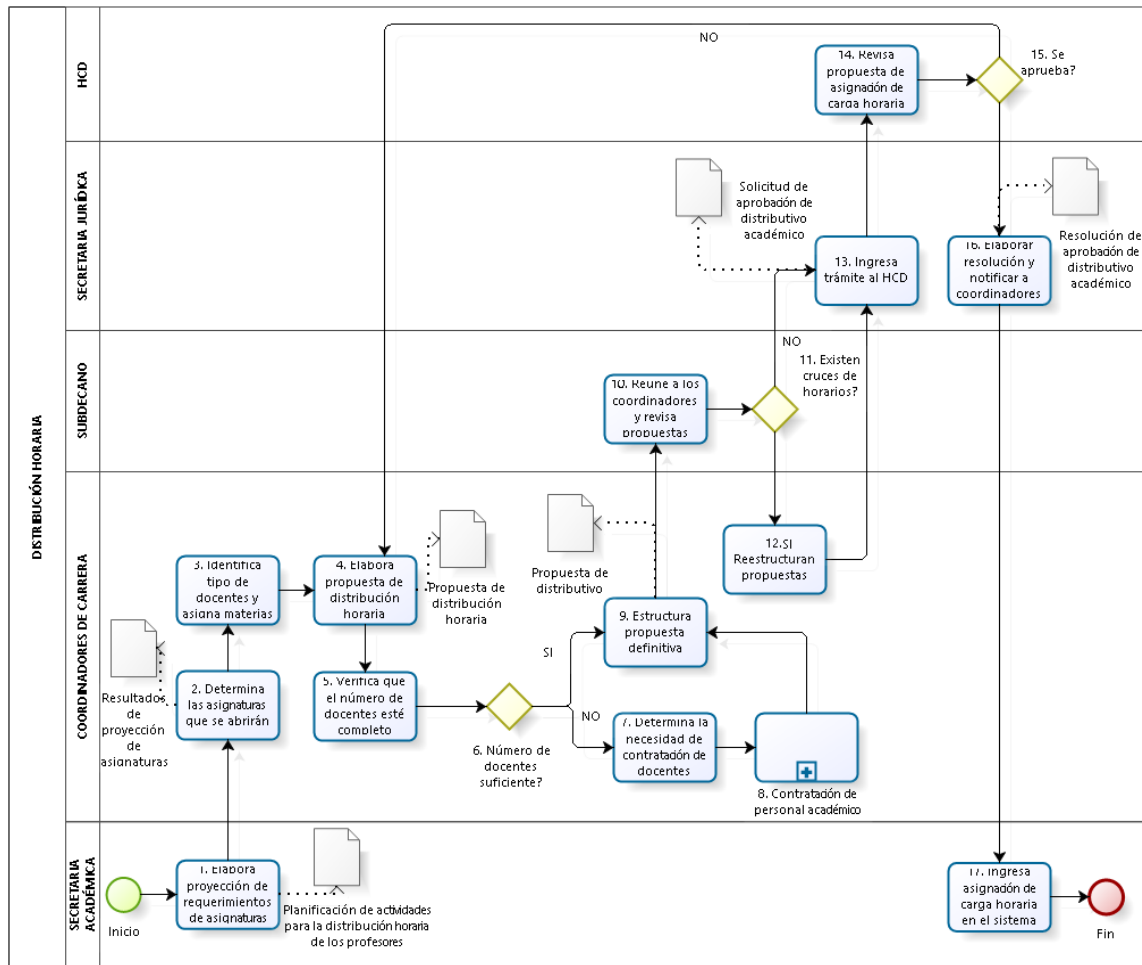 DISTRIBUCIÓN HORARIA
HCD
NO
14. Revisa
propuesta de
asignación de
carga horaria
15. Se
aprueba?
SECRETARIA JURÍDICA
Solicitud de
aprobación de
distributivo
académico
13. Ingresa
trámite al HCD
16. Elaborar
resolución y
notificar a
coordinadores
Resolución de
aprobación de
distributivo
académico
SUBDECANO
10. Reune a los
coordinadores
y revisa
propuestas
NO
11. Existen
cruces de
horarios?
COORDINADORES DE CARRERA
3. Identifica
tipo de
docentes y
asigna materias
4. Elabora
propuesta de
distribución
horaria
Propuesta de
distribución
horaria
Propuesta de
distributivo
12.SI
Reestructuran
propuestas
9. Estructura
propuesta
definitiva
Resultados
de
proyección de
asignaturas
2. Determina
las asignaturas
que se abrirán
5. Verifica que
el número de
docentes esté
completo
SI
NO
6. Número de
docentes
suficiente?
7. Determina la
necesidad de
contratación de
docentes
8. Contratación de
personal académico
SECRETARIA
ACADÉMICA
Inicio
1. Elabora
proyección de
requerimientos
de asignaturas
Planificación de actividades
para la distribución horaria
de los profesores
17. Ingresa
asignación de
carga horaria
en el sistema
Fin